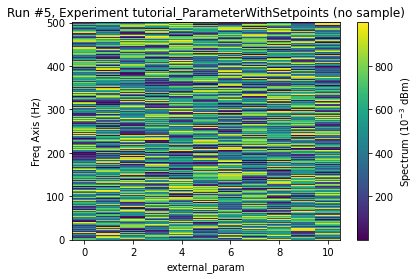 Run #5, Experiment tutorial_ParameterWithSetpoints (no sample)
500
400
300
200
100
0
Freq Axis (Hz)
0 2 4 6 8 10
external_param
800
600
400
200
Spectrum (10⁻³ dBm)